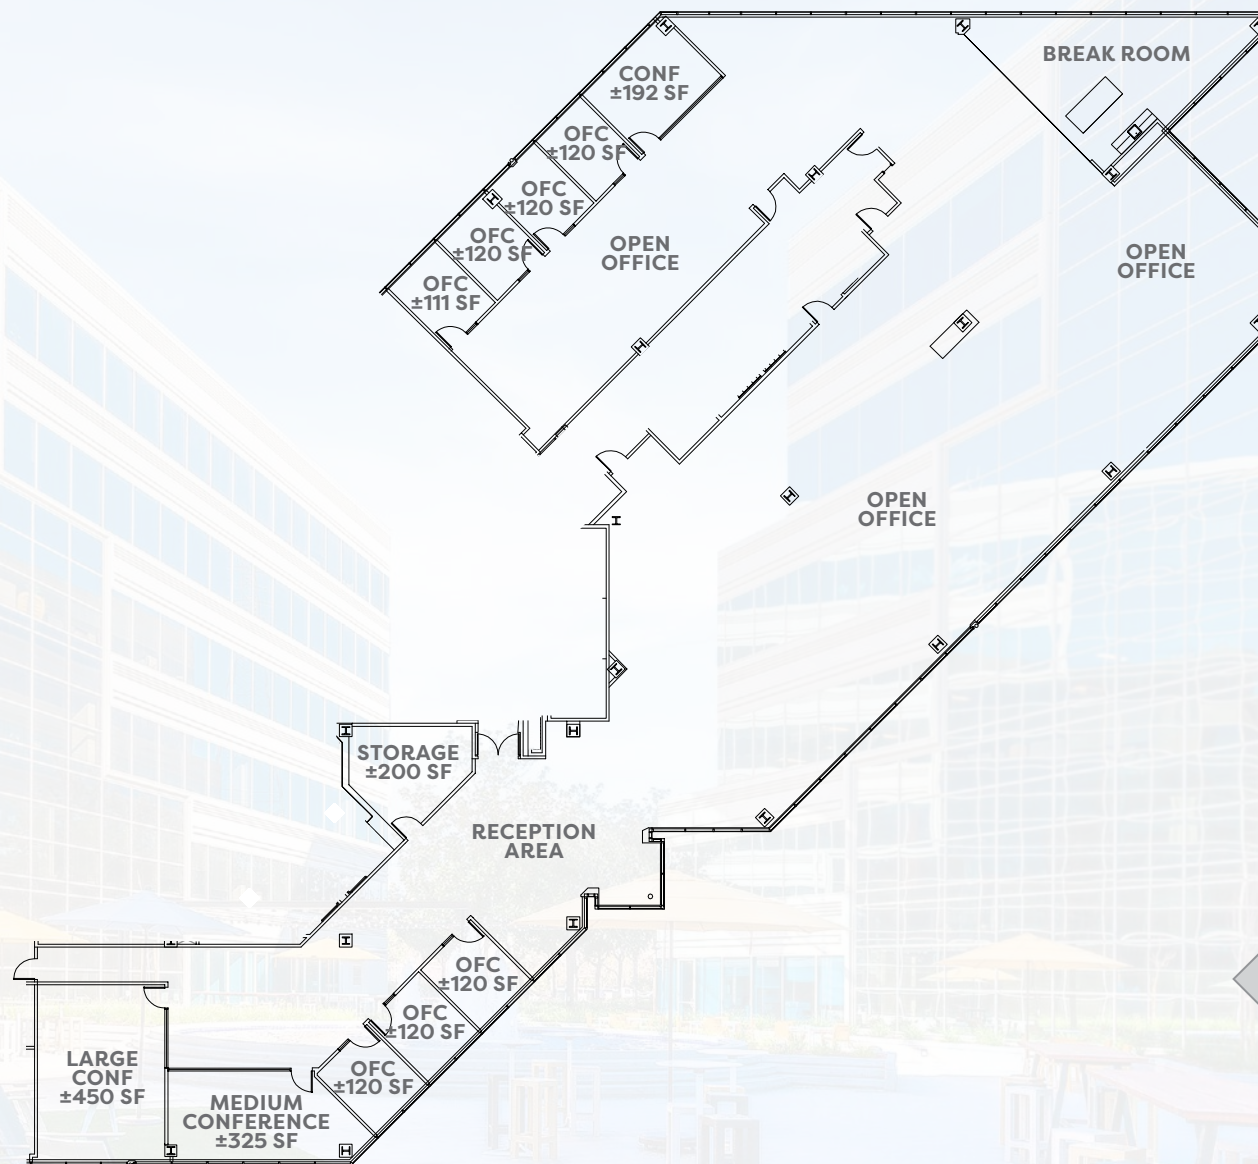 BREAK ROOM
CONF
±192 SF
OFC
±120 SF
OFC
±120 SF
OFC
±120 SF
OFC
±111 SF
OPEN
OFFICE
OPEN
OFFICE
OPEN
OFFICE
STORAGE
±200 SF
RECEPTION
AREA
OFC
±120 SF
OFC
±120 SF
OFC
±120 SF
LARGE
CONF
±450 SF
MEDIUM
CONFERENCE
±325 SF